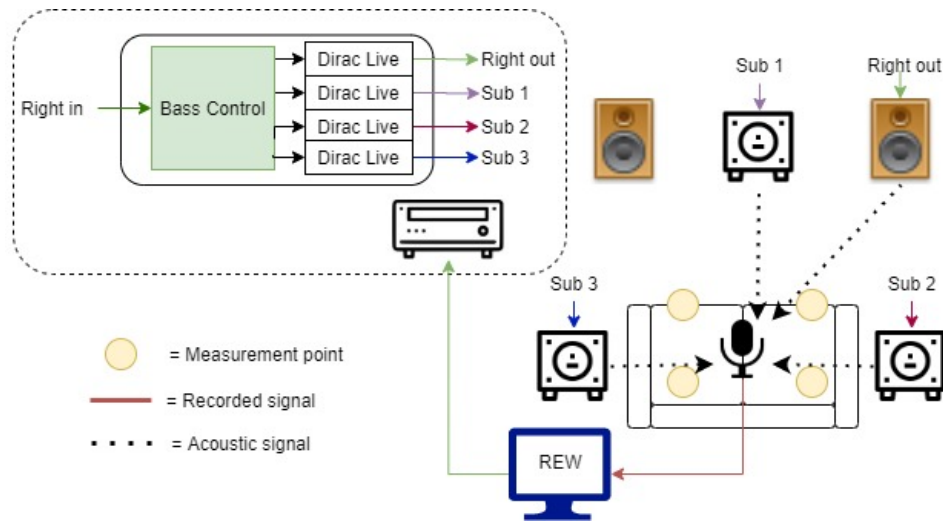 Right in
Bass Control
Dirac Live
Dirac Live
Dirac Live
Dirac Live
Right out
Sub 1
Sub 2
Sub 3
Sub 1
Right out
Sub 3
Sub 2
= Measurement point
= Recorded signal
= Acoustic signal
REW